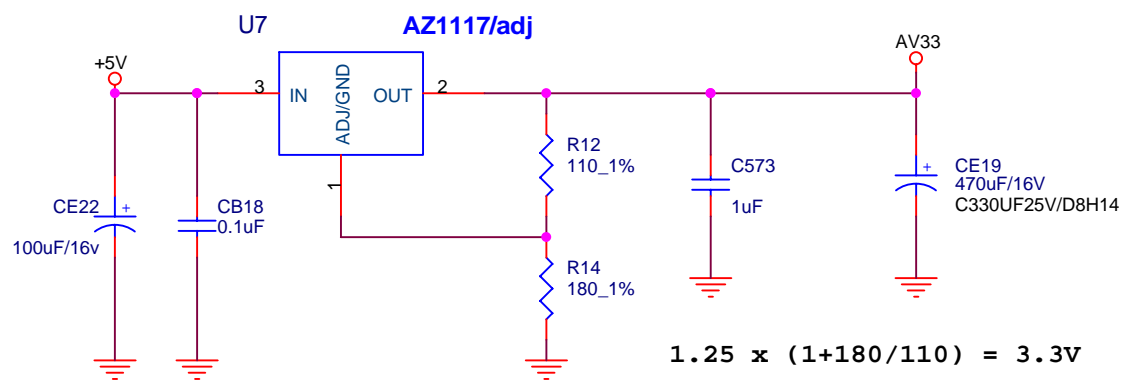 U7
AZ1117/adj
+5V
AV33
3
IN
OUT
2
ADJ/GND
1
R12
110_1%
C573
1uF
CE19
470uF/16V
C330UF25V/D8H14
+
CE22
+
100uF/16v
CB18
0.1uF
R14
180_1%
1.25 x (1+180/110) = 3.3V